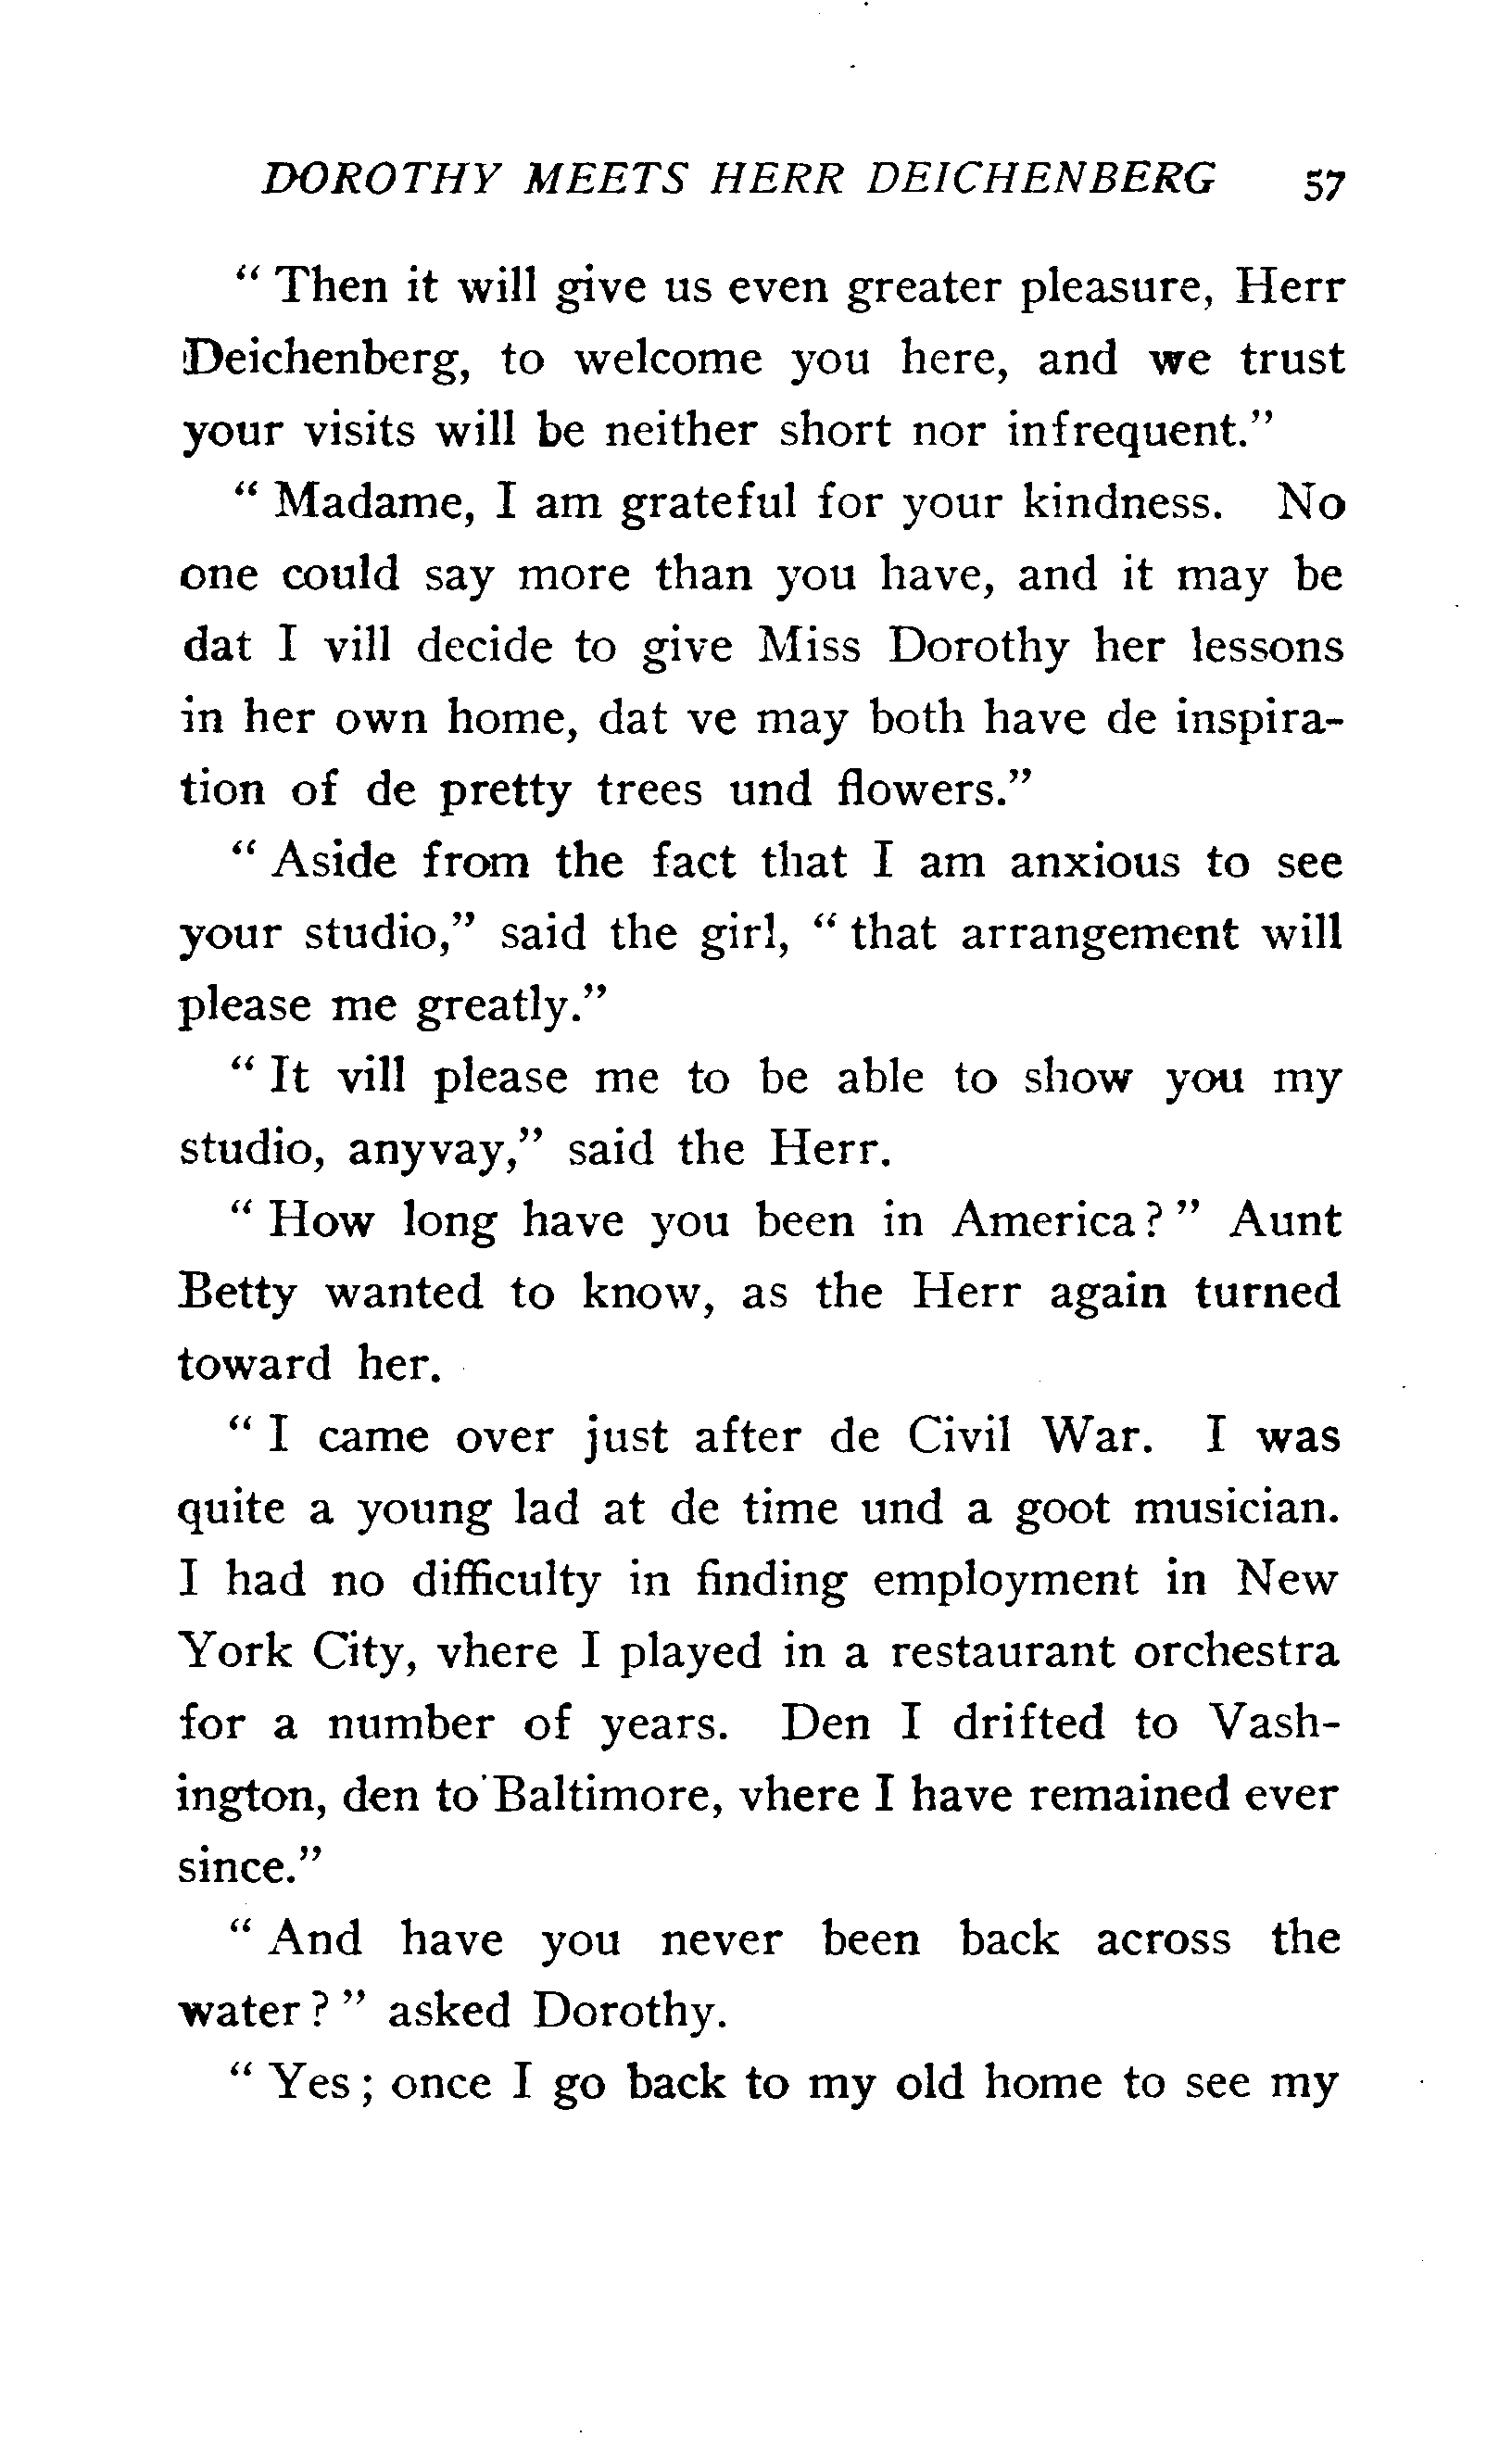 DOROTHY MEETS HERR DEICHENBERG 57
“Then it will give us even greater pleasure, Herr
Deichenberg, to welcome you here, and we trust
your visits will be neither short nor infrequent.”
“Madame, I am grateful for your kindness. No
one could say more than you have, and it may be
dat I vill decide to give Miss Dorothy her lessons
in her own home, dat ve may both have de inspira-
tion of de pretty trees und flowers.”
“Aside from the fact that I am anxious to see
your studio,” said the girl, “that arrangement will
please me greatly.”
“It vill please me to be able to show you my
studio, anyvay,” said the Herr.
“How long have you been in America?” Aunt
Betty wanted to know, as the Herr again turned
toward her.
“I came over just after de Civil War. I was
quite a young lad at de time und a goot musician.
I had no difficulty in finding employment in New
York City, vhere I played in a restaurant orchestra
for a number of years. Den I drifted to Vash-
ington, den to Baltimore, vhere I have remained ever
since.”
“And have you never been back across the
water?” asked Dorothy.
“Yes; once I go back to my old home to see my